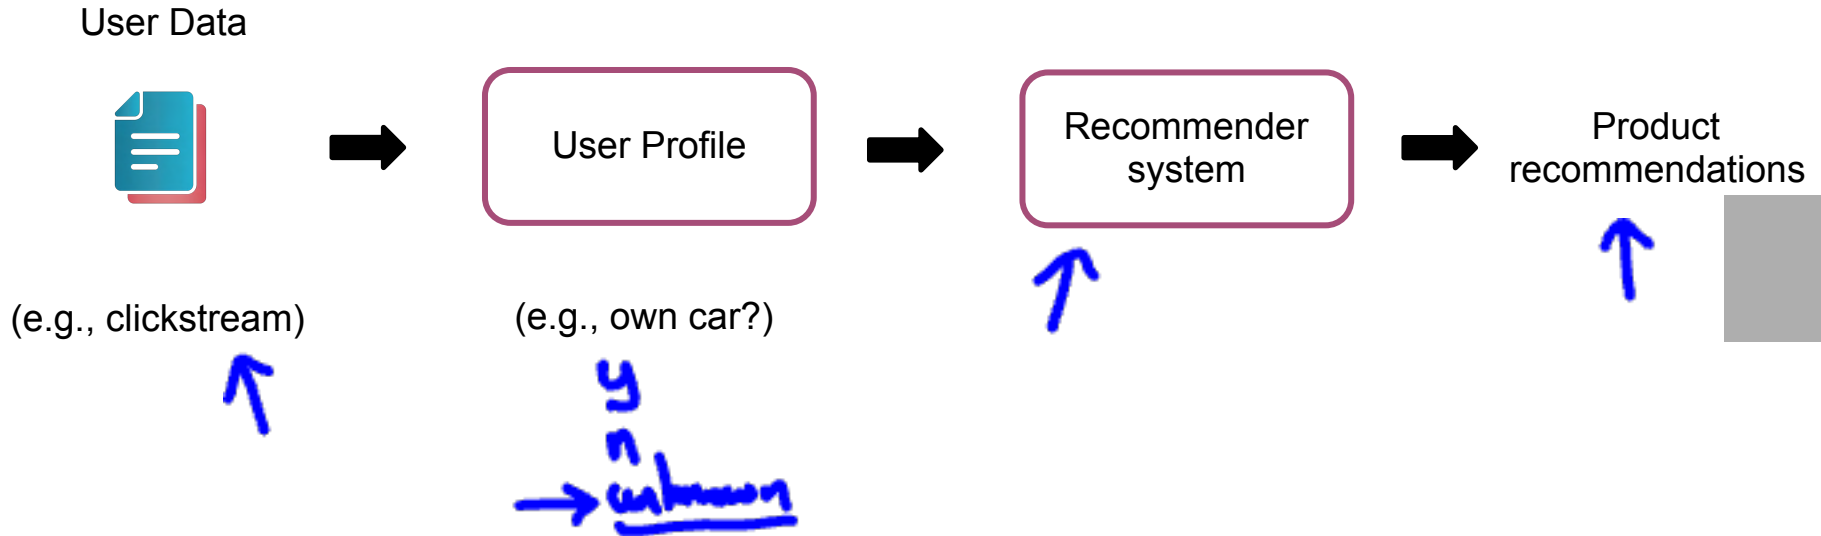 User Data
User Profile
Recommender
system
Product
recommendations
(e.g., clickstream)
(e.g., own car?)
y
n
unknown